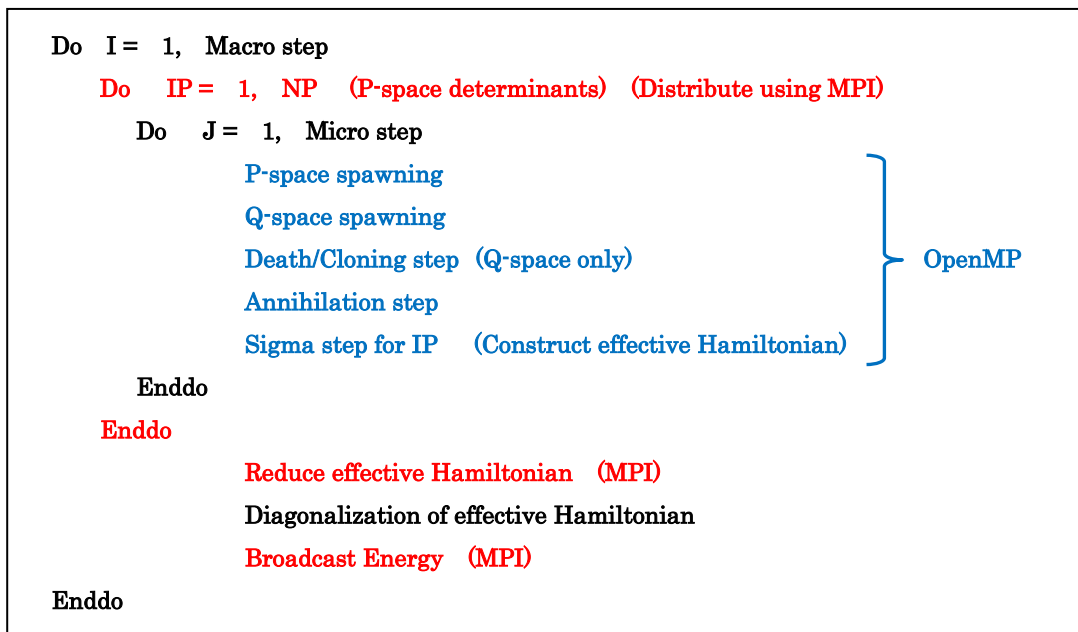 Do I = 1, Macro step
Do IP = 1, NP (P-space determinants) (Distribute using MPI)
Do J = 1, Micro step
P-space spawning
Q-space spawning
Death/Cloning step (Q-space only)
OpenMP
Annihilation step
Sigma step for IP (Construct effective Hamiltonian)
Enddo
Enddo
Reduce effective Hamiltonian (MPI)
Diagonalization of effective Hamiltonian
Broadcast Energy (MPI)
Enddo